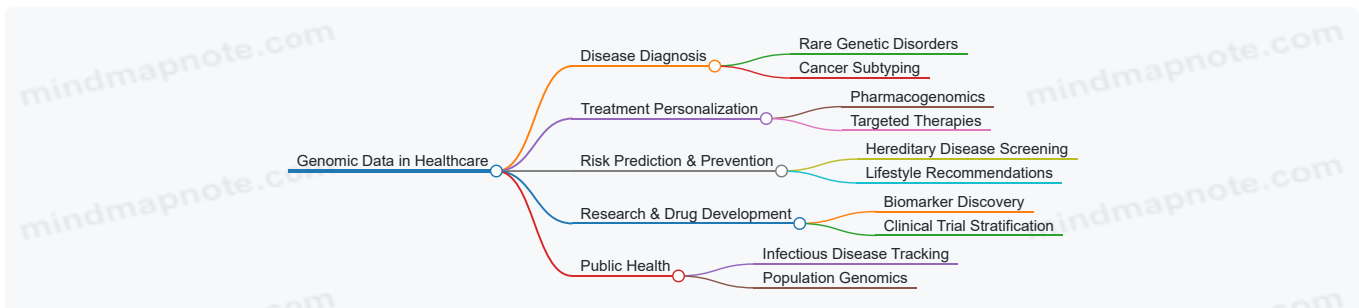 mindmapnote.com
mindmapnote.com
Genomic Data in Healthcare
Disease Diagnosis
Rare Genetic Disorders
Cancer Subtyping
Treatment Personalization
Pharmacogenomics
Targeted Therapies
Risk Prediction & Prevention
Hereditary Disease Screening
Lifestyle Recommendations
Research & Drug Development
Biomarker Discovery
Clinical Trial Stratification
Public Health
Infectious Disease Tracking
Population Genomics
mindmapnote.com
mindmapnote.com